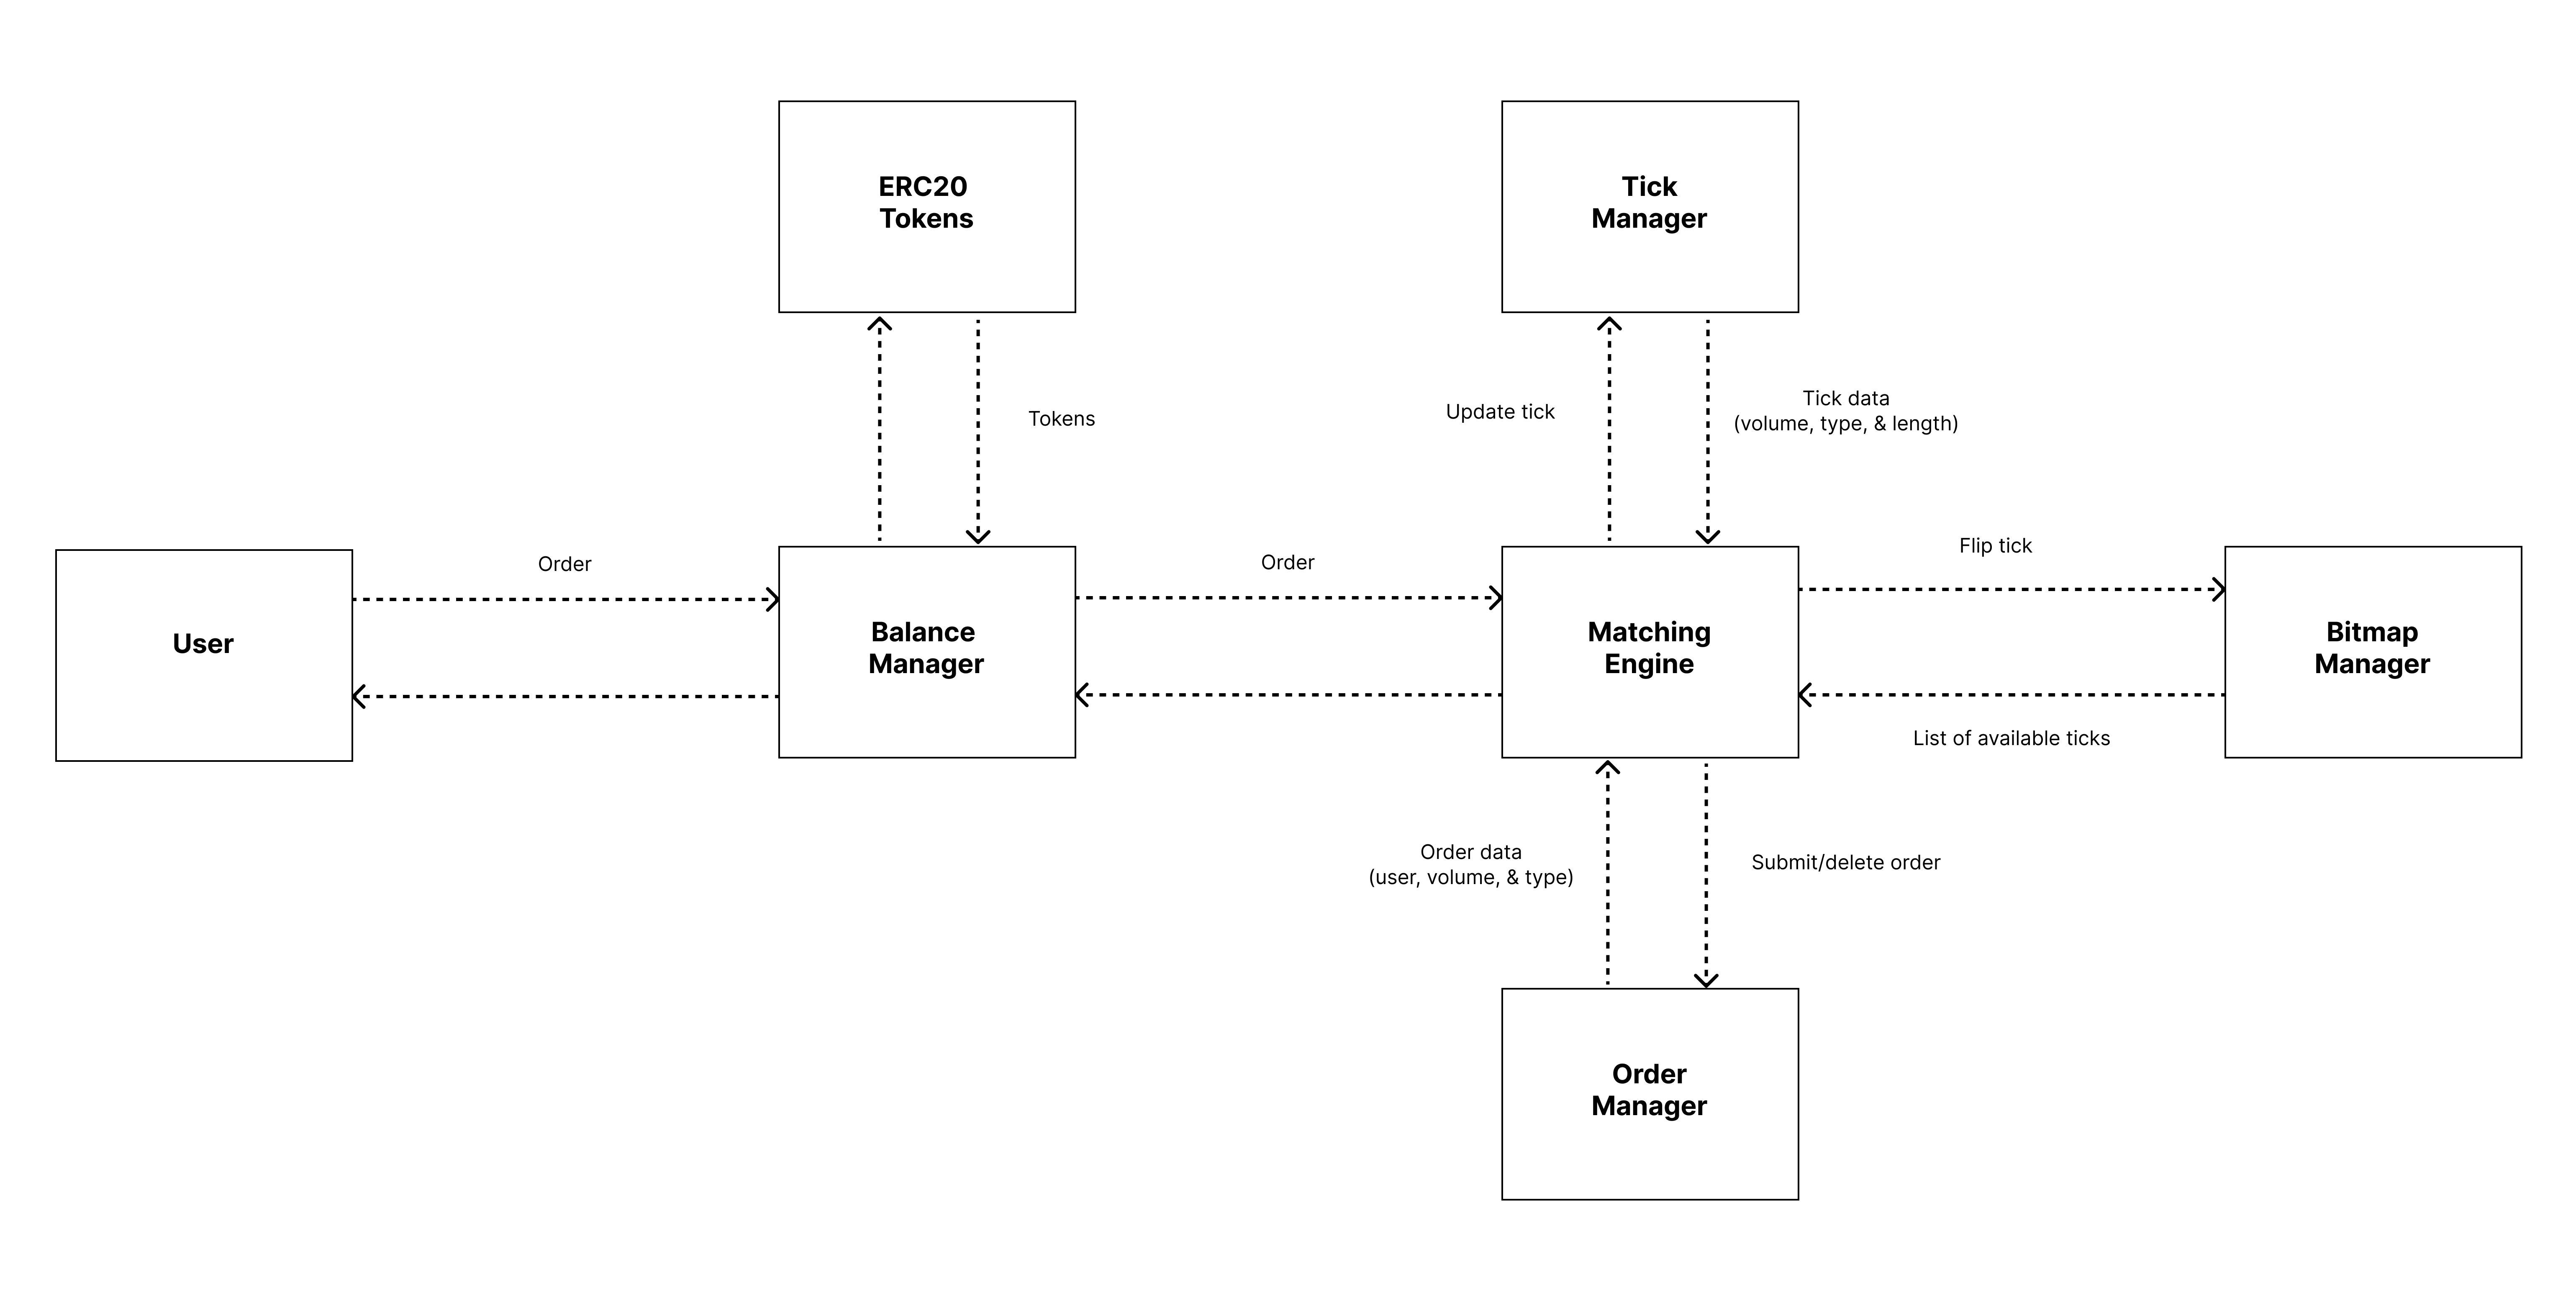 ERC20
Tokens
Tick
Manager
Tokens
Update tick
Tick data
(volume, type, & length)
User
Order
Balance
Manager
Order
Matching
Engine
Flip tick
List of available ticks
Bitmap
Manager
Order data
(user, volume, & type)
Submit/delete order
Order
Manager